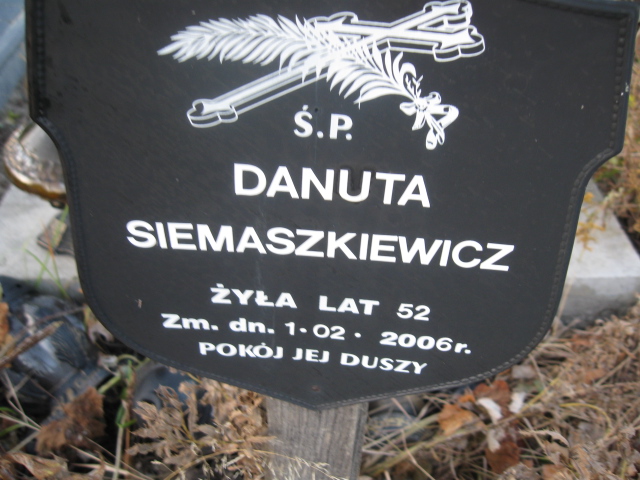 Ś.P.
DANUTA
SIEMASZKIEWICZ
ŻYŁA LAT 52
Zm. dn. 1·02· 2006r.
POKÓJ JEJ DUSZY